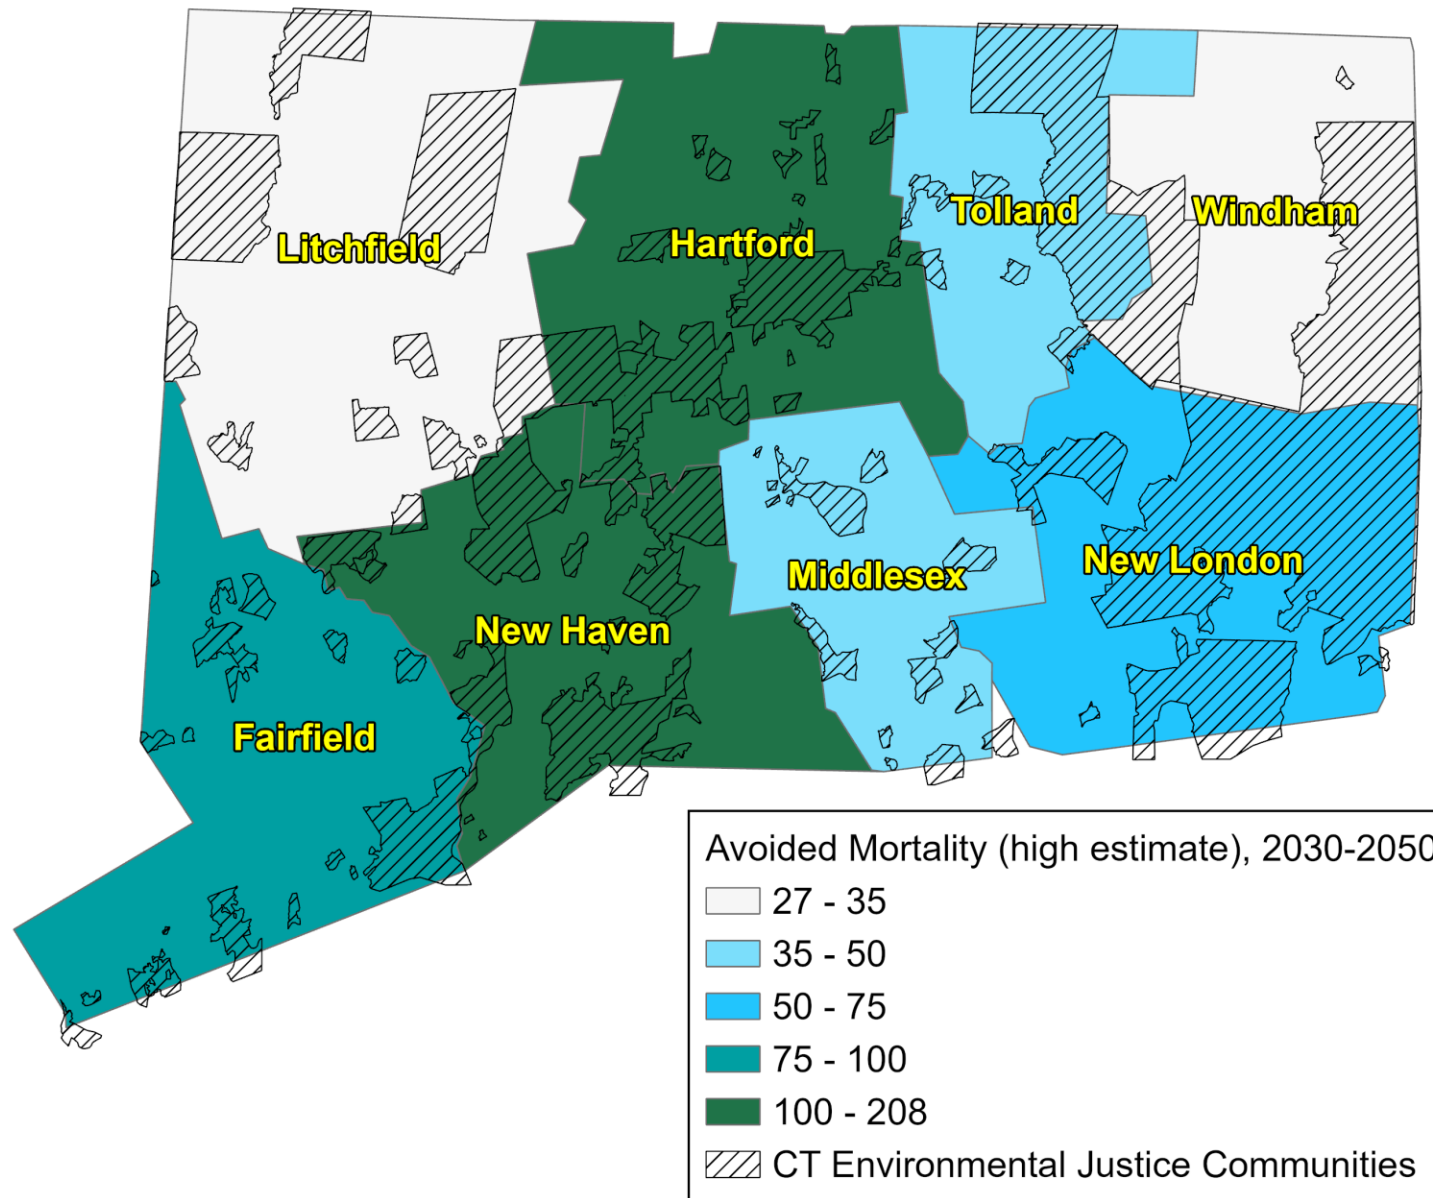 Tolland
Windham
Litchfield
Hartford
Middlesex
New London
New Haven
Fairfield
Avoided Mortality (high estimate), 2030-2050
27 - 35
35 - 50
50 - 75
75 - 100
100 - 208
CT Environmental Justice Communities